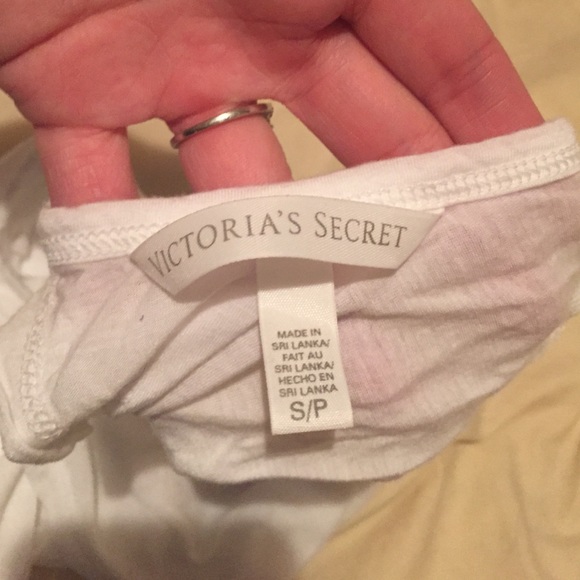 VICTORIA'S SECRET
MADE IN
SRI LANKA/
FAIT AU
SRI LANKA/
HECHO EN
SRI LANKA
S/P